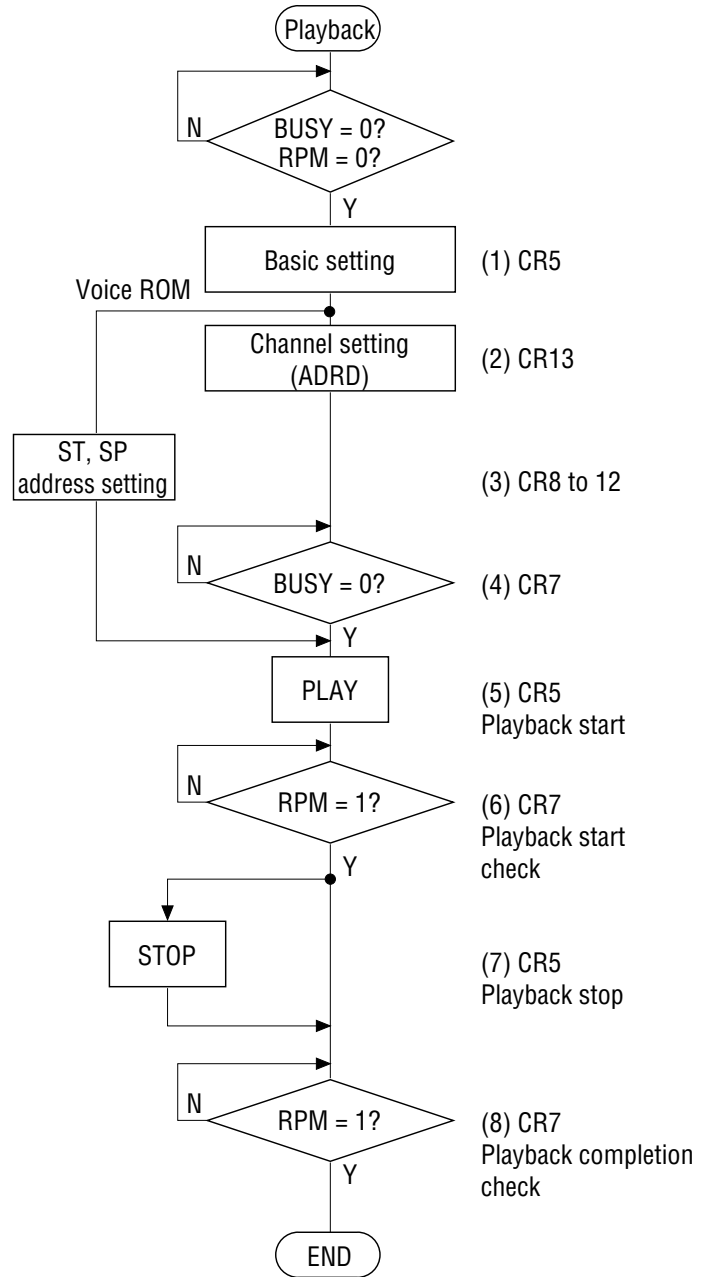 Playback
N
BUSY = 0?
RPM = 0?
Y
Basic setting
(1) CR5
Voice ROM
Channel setting
(ADRD)
(2) CR13
ST, SP
address setting
(3) CR8 to 12
N
BUSY = 0?
(4) CR7
Y
PLAY
(5) CR5
Playback start
N
RPM = 1?
(6) CR7
Playback start
check
Y
STOP
(7) CR5
Playback stop
N
RPM = 1?
(8) CR7
Playback completion
check
Y
END